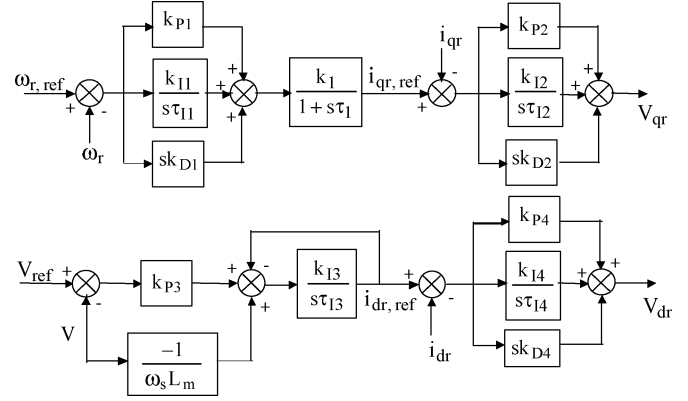 k_P1
ω_r, ref + - k_I1 / sτ_I1 + + + k_1 / 1 + sτ_1 i_qr, ref +
ω_r
sk_D1
i_qr - k_P2
k_I2 / sτ_I2 + + + V_qr
sk_D2
V_ref + - k_P3 + - + k_I3 / sτ_I3 i_dr, ref + -
V
-1 / ω_s L_m
i_dr
k_P4
k_I4 / sτ_I4 + + + V_dr
sk_D4